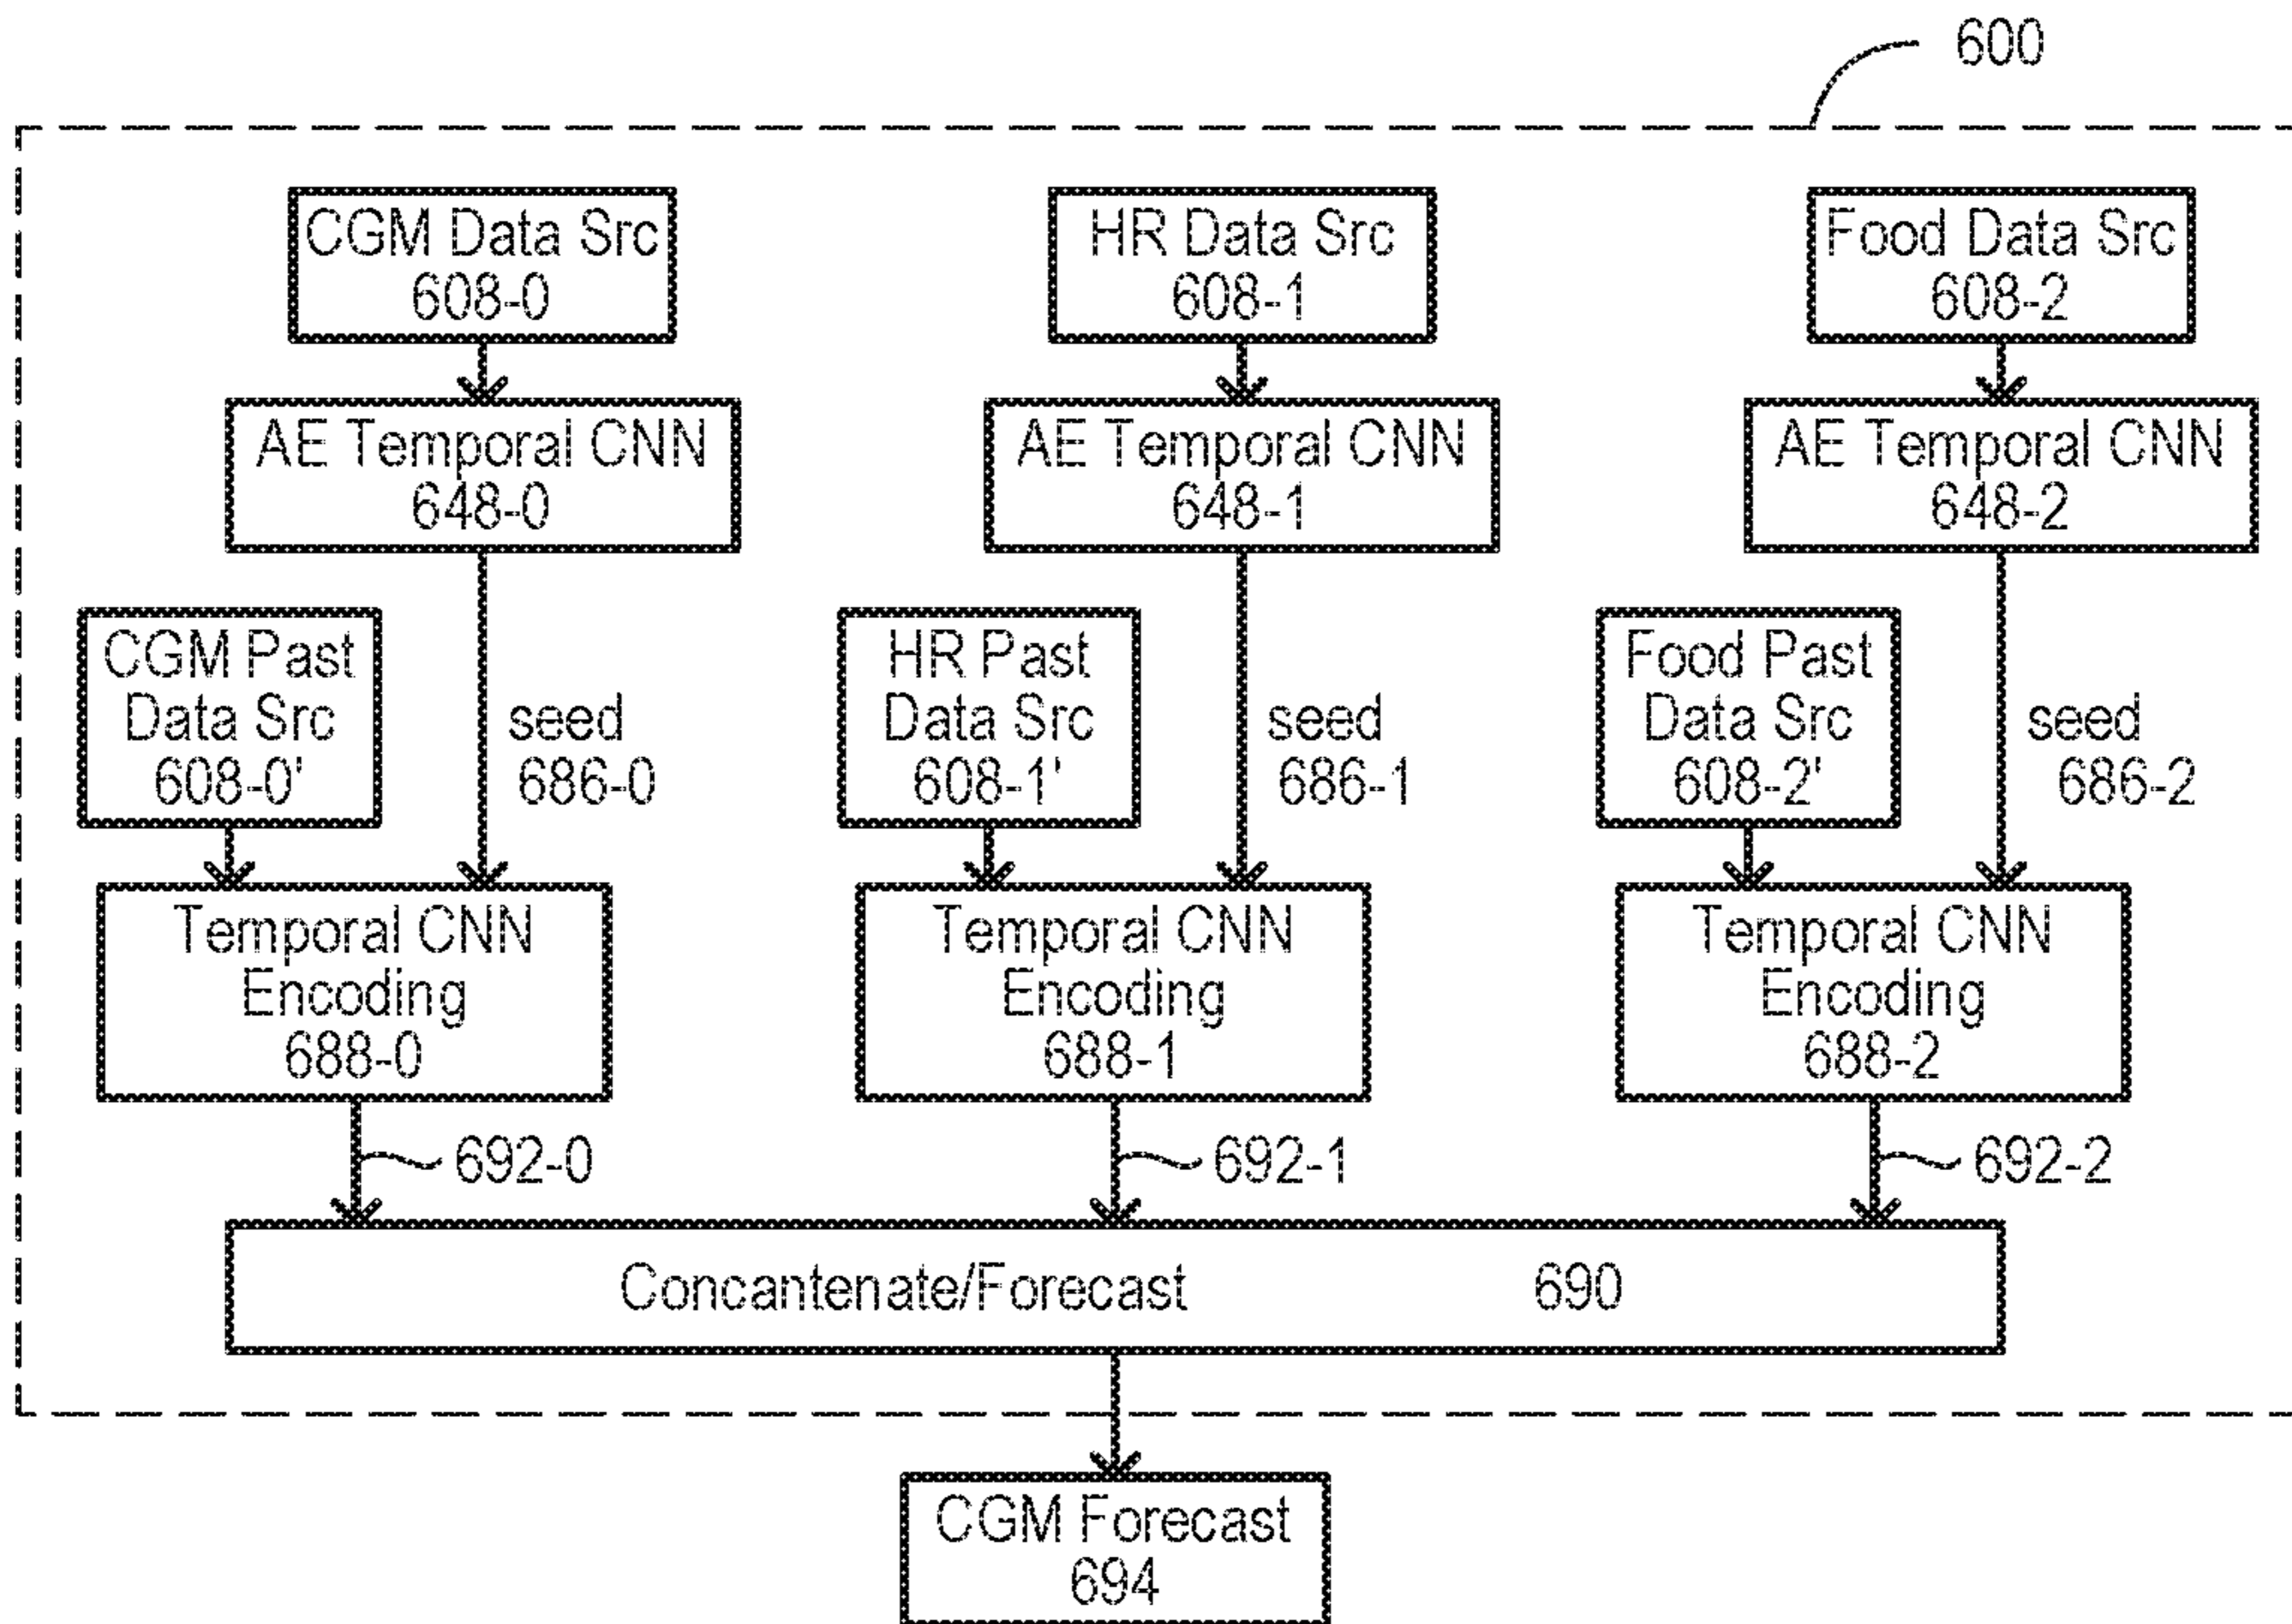 600
CGM Data Src
608-0
HR Data Src
608-1
Food Data Src
608-2
AE Temporal CNN
648-0
AE Temporal CNN
648-1
AE Temporal CNN
648-2
CGM Past
Data Src
608-0'
seed
686-0
HR Past
Data Src
608-1'
seed
686-1
Food Past
Data Src
608-2'
seed
686-2
Temporal CNN
Encoding
688-0
Temporal CNN
Encoding
688-1
Temporal CNN
Encoding
688-2
692-0
692-1
692-2
Concantenate/Forecast 690
CGM Forecast
694